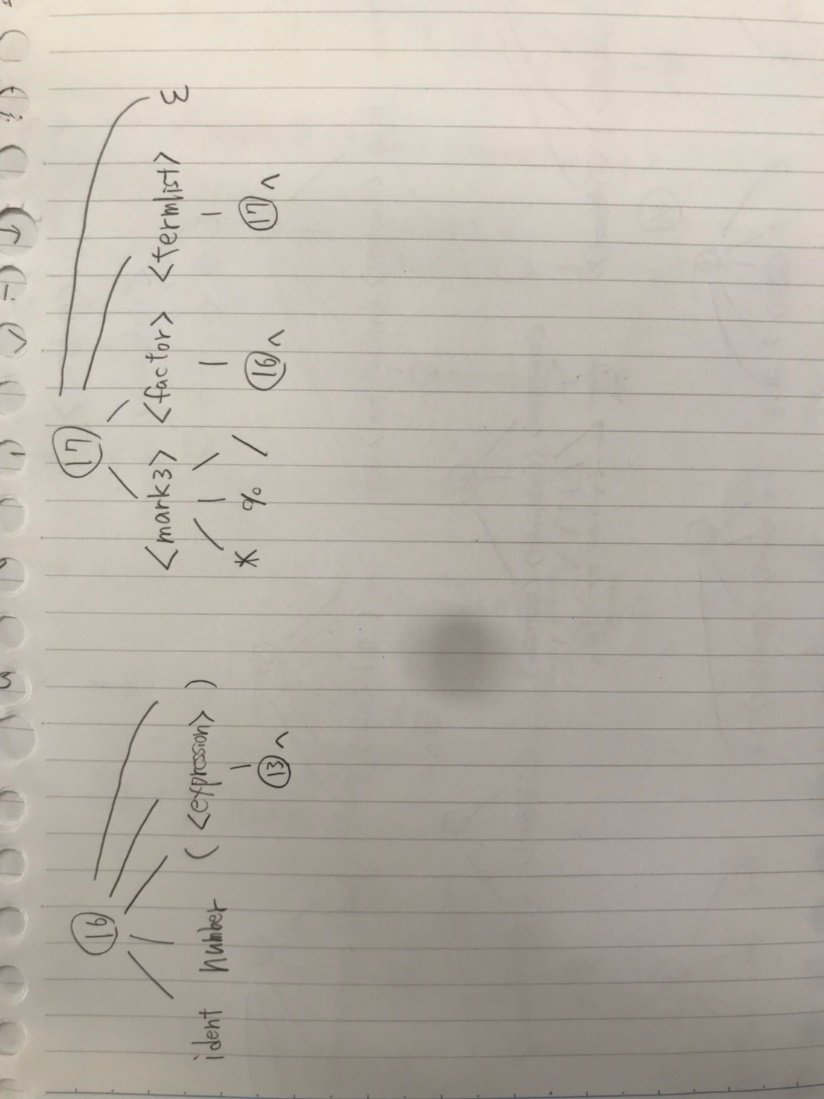 ⑯
ident number ( <expression> )
⑬^
⑰
<mark3> <factor> <termlist> ε
* % / ⑯^ ⑰^